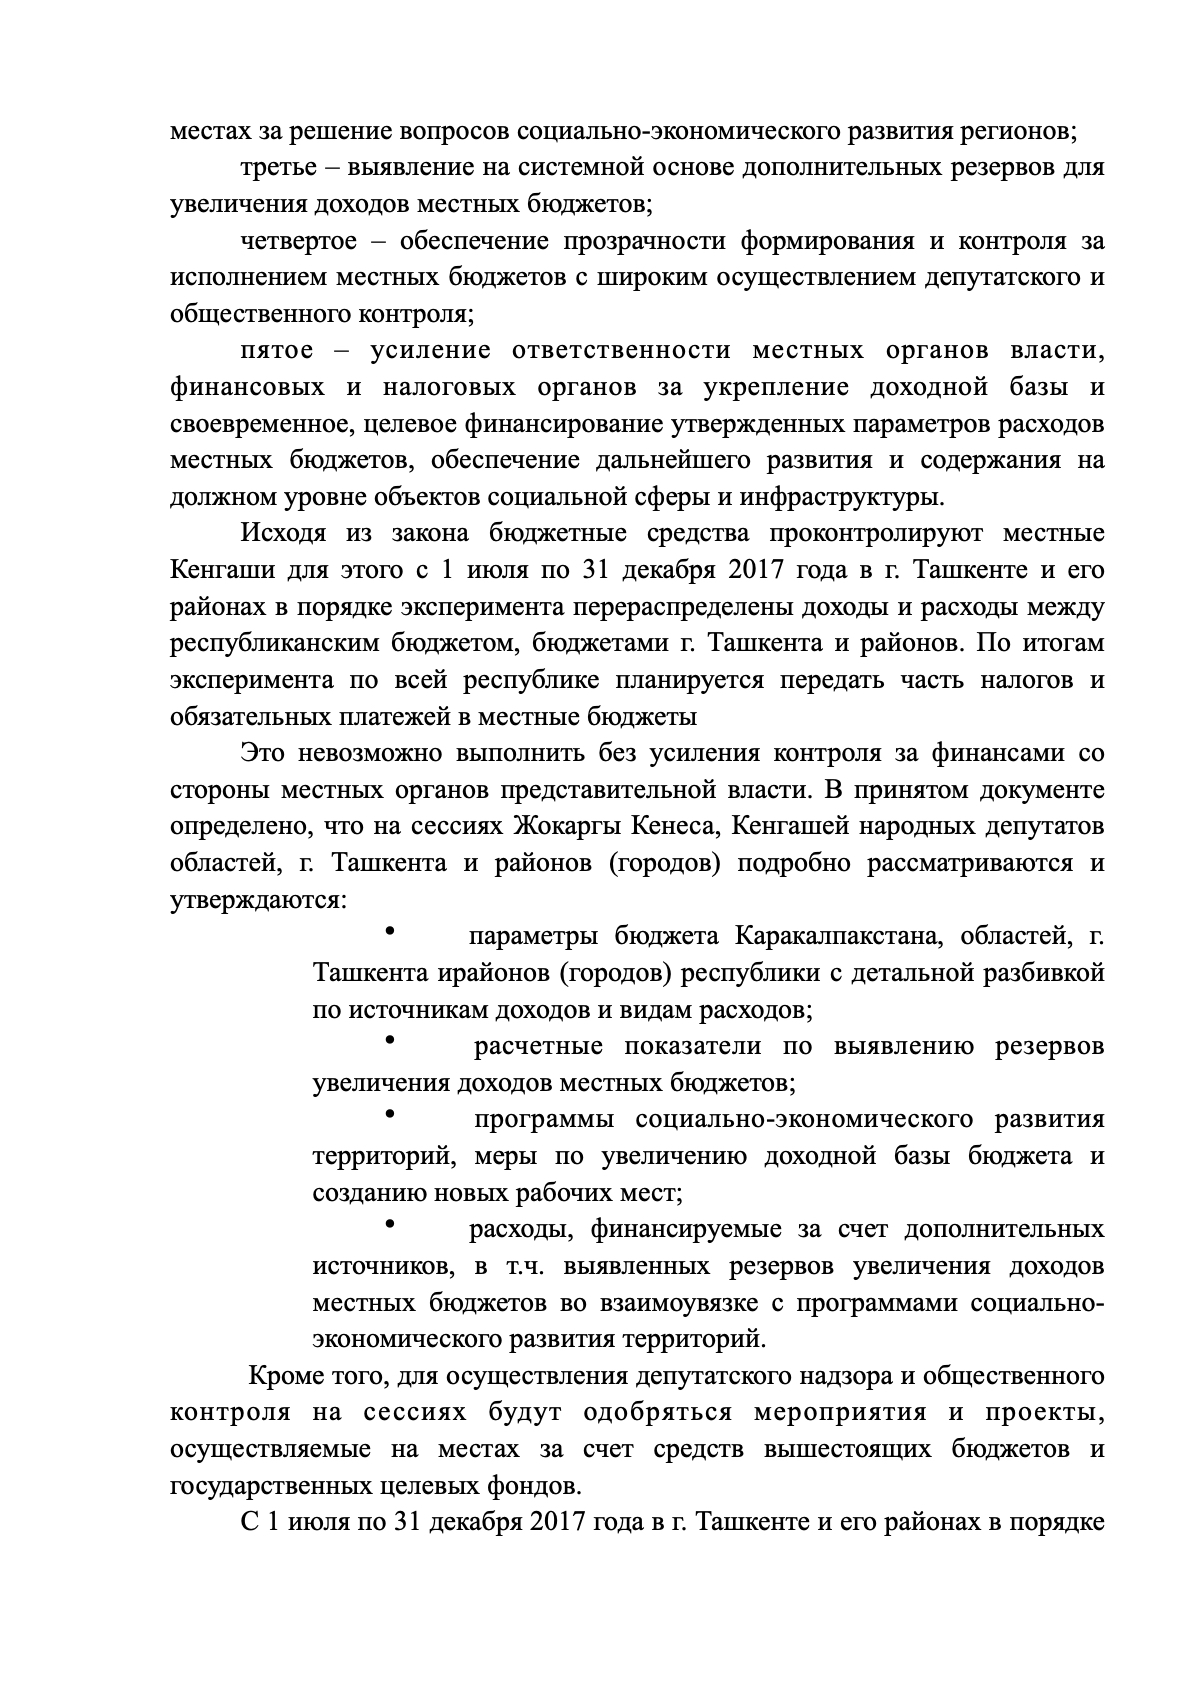 местах за решение вопросов социально-экономического развития регионов;
третье – выявление на системной основе дополнительных резервов для
увеличения доходов местных бюджетов;
четвертое – обеспечение прозрачности формирования и контроля за
исполнением местных бюджетов с широким осуществлением депутатского и
общественного контроля;
пятое – усиление ответственности местных органов власти,
финансовых и налоговых органов за укрепление доходной базы и
своевременное, целевое финансирование утвержденных параметров расходов
местных бюджетов, обеспечение дальнейшего развития и содержания на
должном уровне объектов социальной сферы и инфраструктуры.
Исходя из закона бюджетные средства проконтролируют местные
Кенгаши для этого с 1 июля по 31 декабря 2017 года в г. Ташкенте и его
районах в порядке эксперимента перераспределены доходы и расходы между
республиканским бюджетом, бюджетами г. Ташкента и районов. По итогам
эксперимента по всей республике планируется передать часть налогов и
обязательных платежей в местные бюджеты
Это невозможно выполнить без усиления контроля за финансами со
стороны местных органов представительной власти. В принятом документе
определено, что на сессиях Жокаргы Кенеса, Кенгашей народных депутатов
областей, г. Ташкента и районов (городов) подробно рассматриваются и
утверждаются:
• параметры бюджета Каракалпакстана, областей, г.
Ташкента ирайонов (городов) республики с детальной разбивкой
по источникам доходов и видам расходов;
• расчетные показатели по выявлению резервов
увеличения доходов местных бюджетов;
• программы социально-экономического развития
территорий, меры по увеличению доходной базы бюджета и
созданию новых рабочих мест;
• расходы, финансируемые за счет дополнительных
источников, в т.ч. выявленных резервов увеличения доходов
местных бюджетов во взаимоувязке с программами социально-
экономического развития территорий.
Кроме того, для осуществления депутатского надзора и общественного
контроля на сессиях будут одобряться мероприятия и проекты,
осуществляемые на местах за счет средств вышестоящих бюджетов и
государственных целевых фондов.
С 1 июля по 31 декабря 2017 года в г. Ташкенте и его районах в порядке